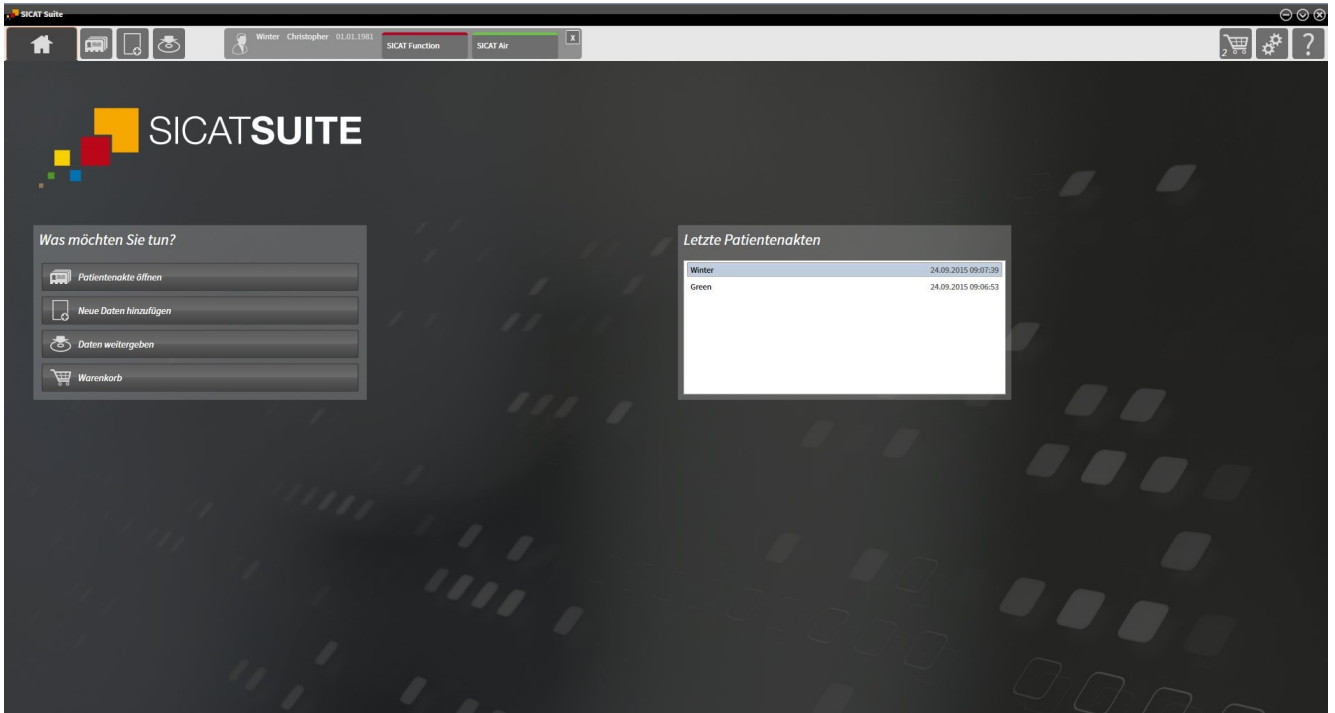 SICAT Suite
Winter Christopher 01.01.1981
SICAT Function
SICAT Air
X
2
?
SICATSUITE
Was möchten Sie tun?
Patientenakte öffnen
Neue Daten hinzufügen
Daten weitergeben
Warenkorb
Letzte Patientenakten
Winter 24.09.2015 09:07:39
Green 24.09.2015 09:06:53